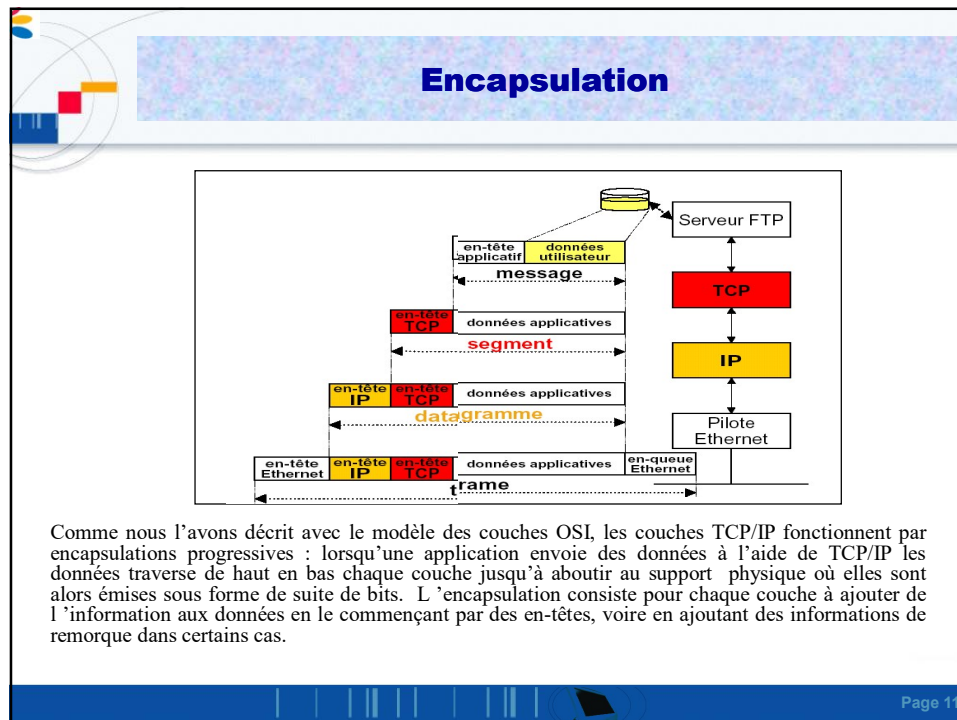 Encapsulation
Serveur FTP
en-tête applicatif
données utilisateur
message
TCP
en-tête TCP
données applicatives
segment
IP
en-tête IP
en-tête TCP
données applicatives
datagramme
Pilote Ethernet
en-tête Ethernet
en-tête IP
en-tête TCP
données applicatives
en-queue Ethernet
trame
Comme nous l’avons décrit avec le modèle des couches OSI, les couches TCP/IP fonctionnent par
encapsulations progressives : lorsqu’une application envoie des données à l’aide de TCP/IP les
données traverse de haut en bas chaque couche jusqu’à aboutir au support physique où elles sont
alors émises sous forme de suite de bits. L ’encapsulation consiste pour chaque couche à ajouter de
l ’information aux données en le commençant par des en-têtes, voire en ajoutant des informations de
remorque dans certains cas.
Page 11